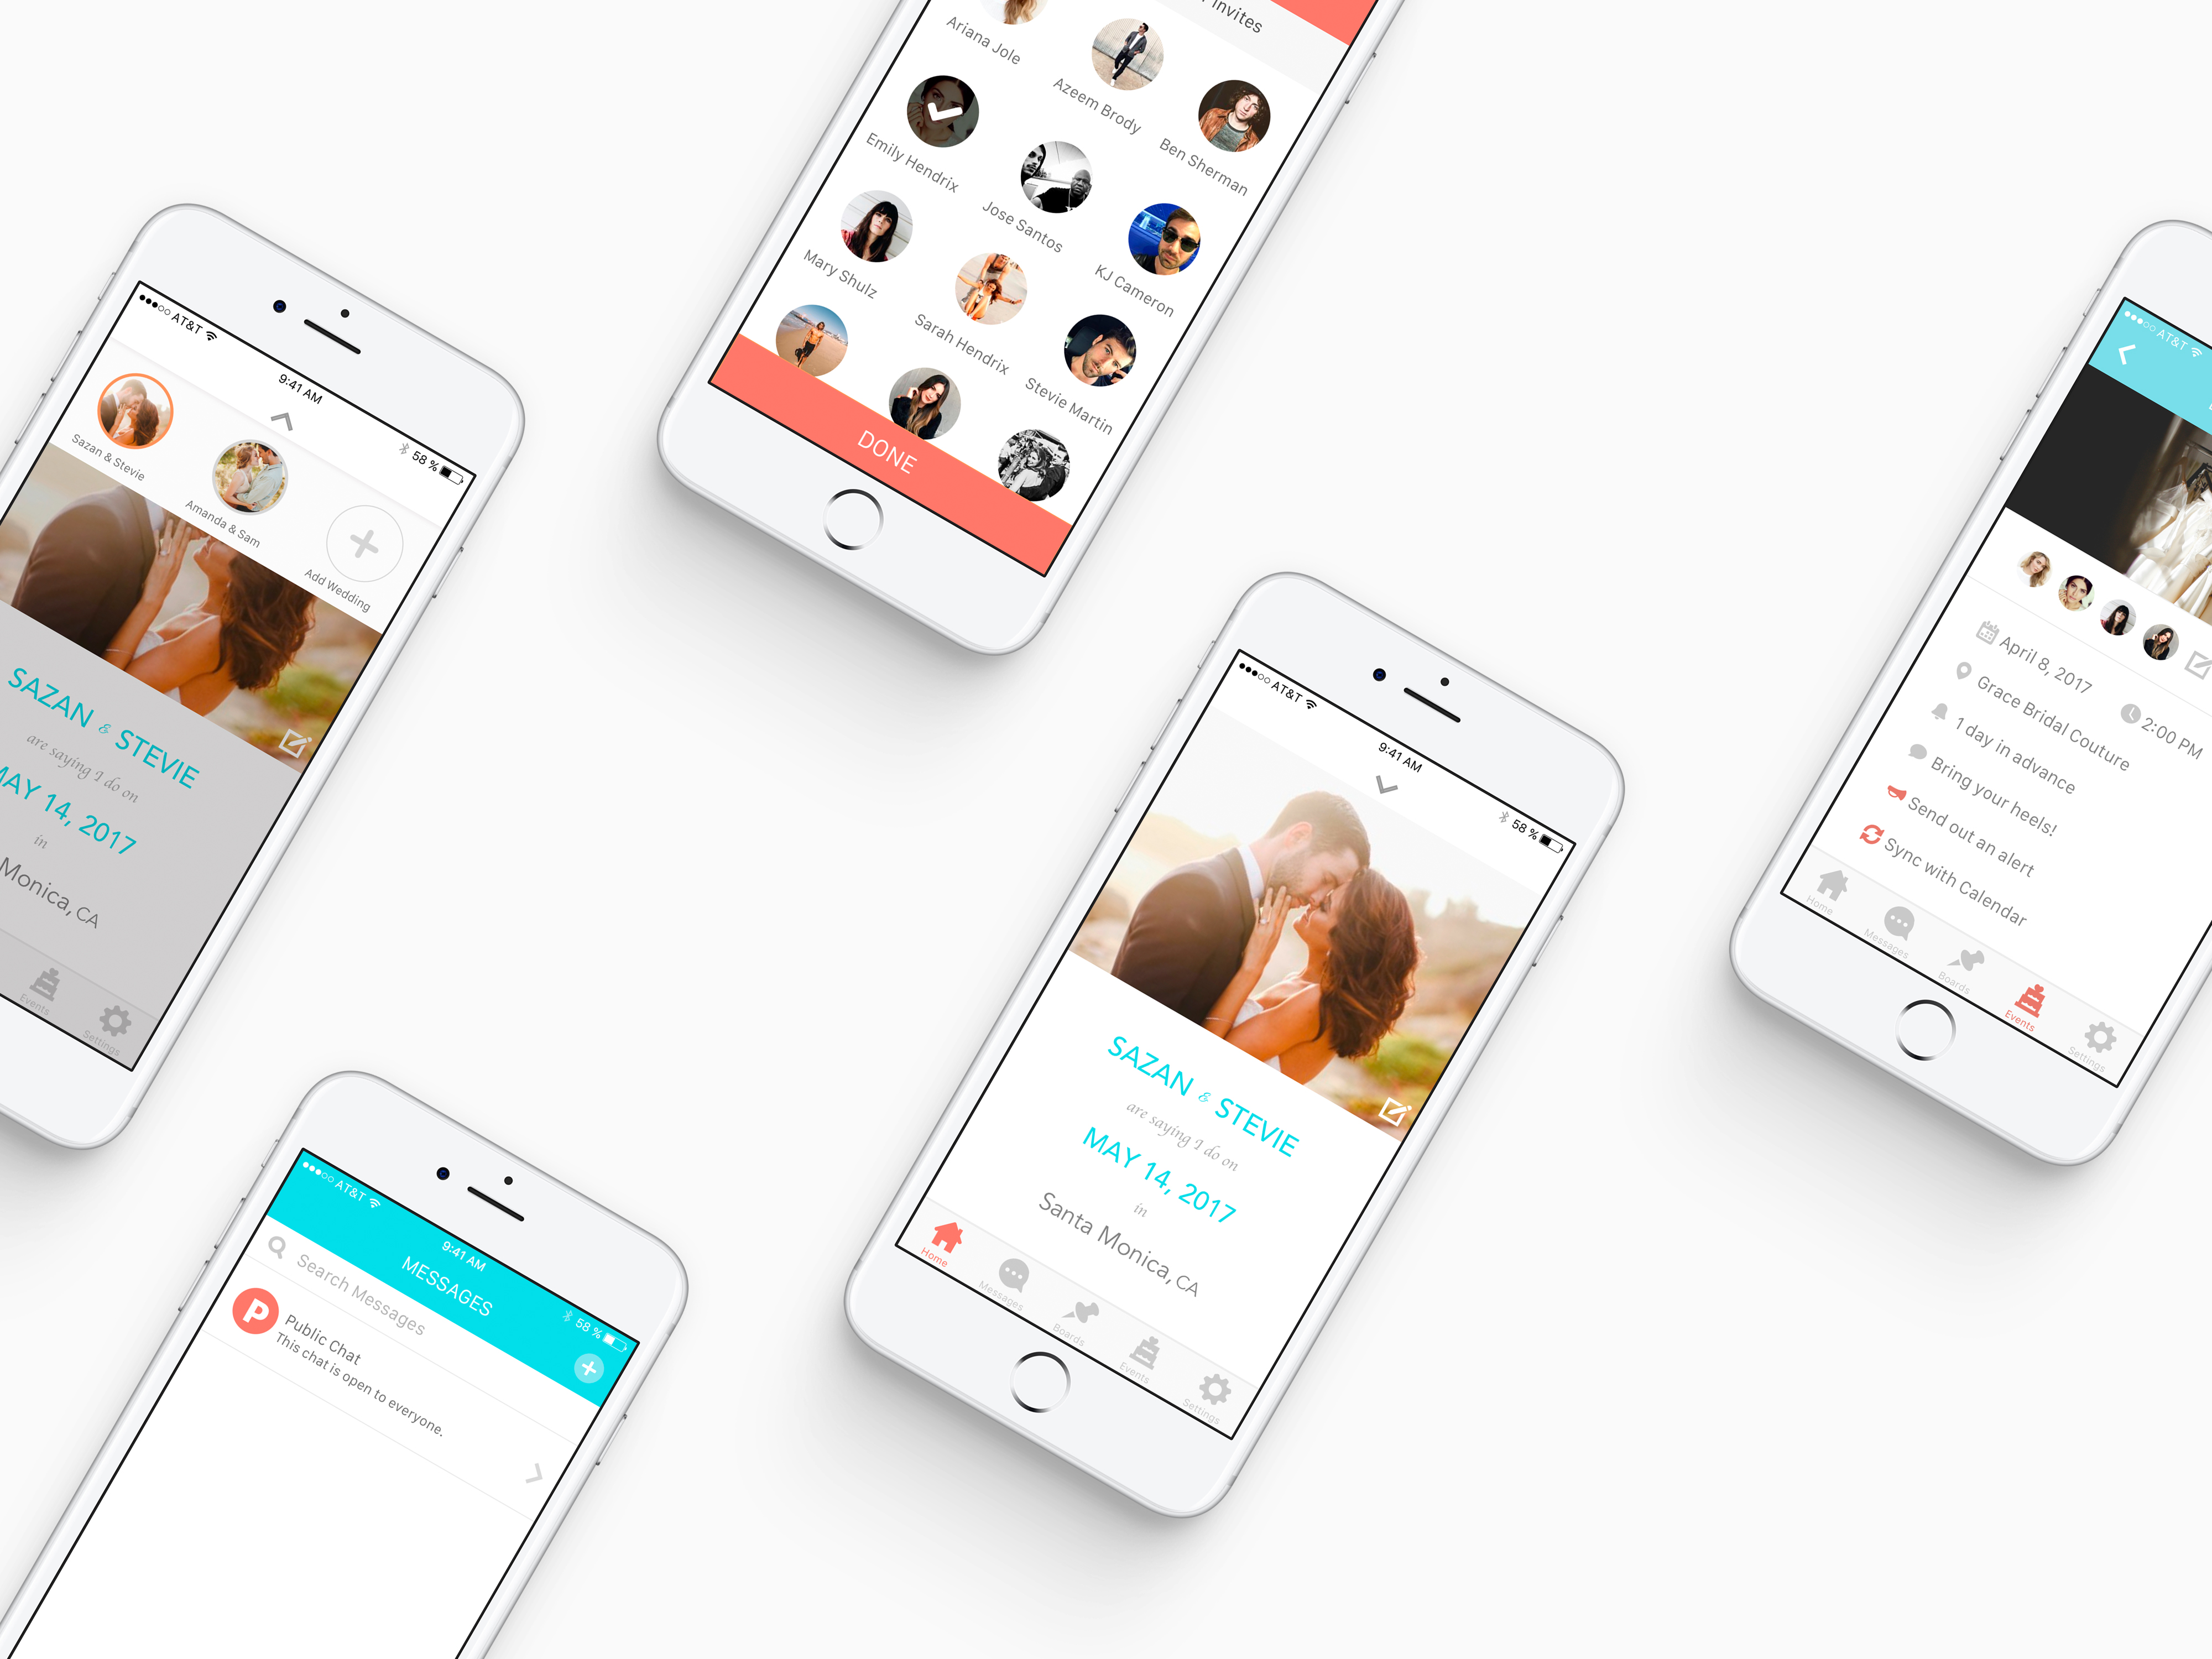 Invites
Ariana Jole
Azeem Brody
Ben Sherman
Emily Hendrix
Jose Santos
KJ Cameron
Mary Shulz
Sarah Hendrix
Stevie Martin
DONE
AT&T
9:41 AM
58 %
Sazan & Stevie
Amanda & Sam
Add Wedding
SAZAN & STEVIE
are saying I do on
MAY 14, 2017
in
Monica, CA
Events
Settings
AT&T
9:41 AM
58 %
SAZAN & STEVIE
are saying I do on
MAY 14, 2017
in
Santa Monica, CA
Home
Messages
Boards
Events
Settings
AT&T
April 8, 2017
2:00 PM
Grace Bridal Couture
1 day in advance
Bring your heels!
Send out an alert
Sync with Calendar
Home
Messages
Boards
Events
Settings
AT&T
9:41 AM
58 %
MESSAGES
Search Messages
P
Public Chat
This chat is open to everyone.